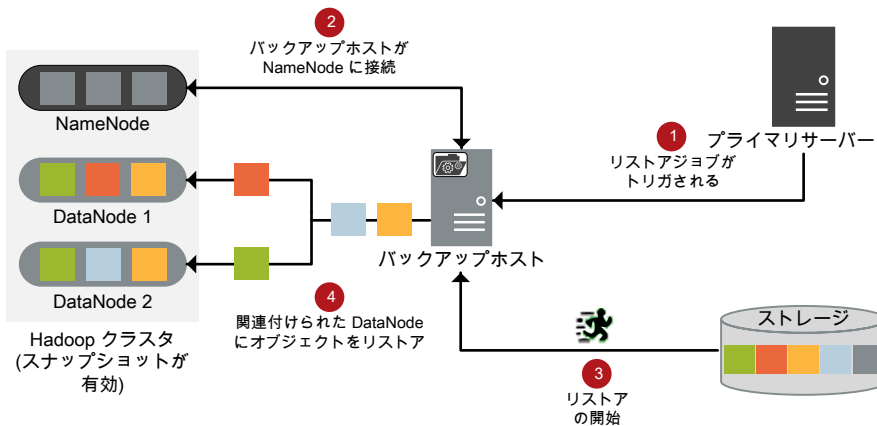 2
バックアップホストが
NameNode に接続
NameNode
プライマリサーバー
1
リストアジョブが
トリガされる
DataNode 1
バックアップホスト
DataNode 2
4
関連付けられた DataNode
にオブジェクトをリストア
ストレージ
Hadoop クラスタ
(スナップショットが
有効)
3
リストア
の開始